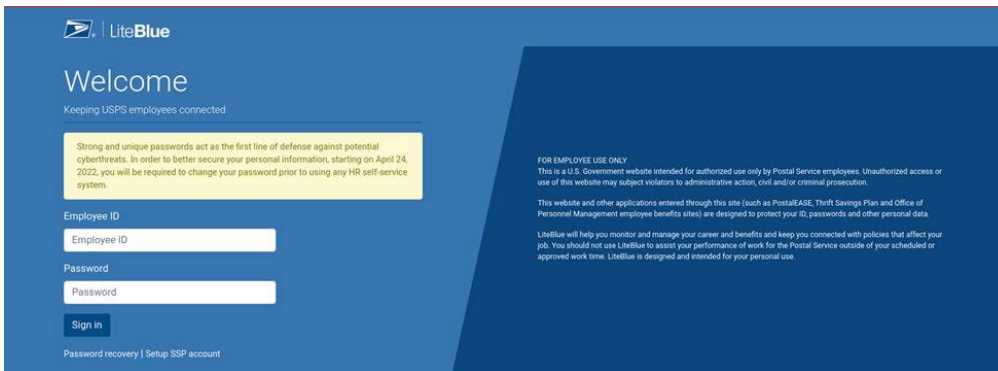 LiteBlue
Welcome
Keeping USPS employees connected
Strong and unique passwords act as the first line of defense against potential
cyberthreats. In order to better secure your personal information, starting on April 24,
2022, you will be required to change your password prior to using any HR self-service
system.
Employee ID
Employee ID
Password
Password
Sign in
Password recovery | Setup SSP account
FOR EMPLOYEE USE ONLY
This is a U.S. Government website intended for authorized use only by Postal Service employees. Unauthorized access or
use of this website may subject violators to administrative action, civil and/or criminal prosecution.
This website and other applications entered through this site (such as PostalEASE, Thrift Savings Plan and Office of
Personnel Management employee benefits sites) are designed to protect your ID, passwords and other personal data.
LiteBlue will help you monitor and manage your career and benefits and keep you connected with policies that affect your
job. You should not use LiteBlue to assist your performance of work for the Postal Service outside of your scheduled or
approved work time. LiteBlue is designed and intended for your personal use.